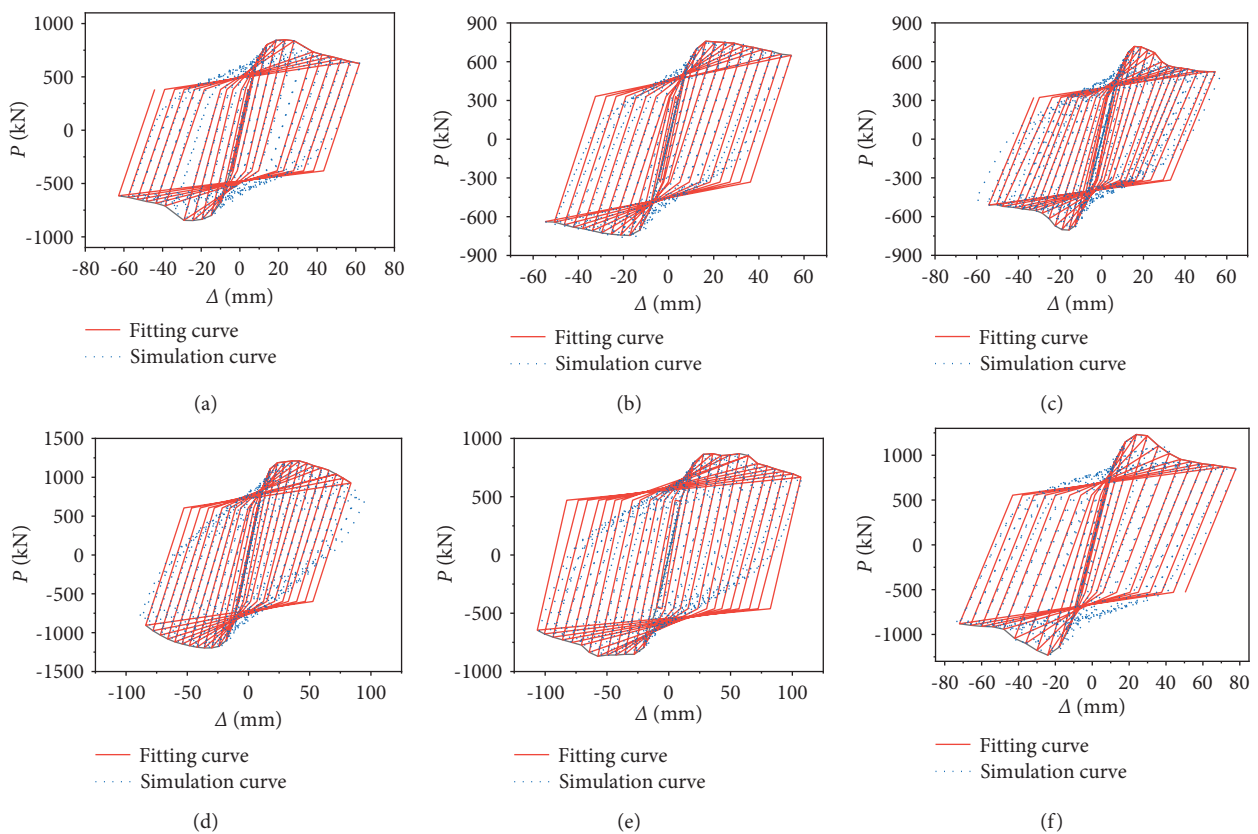 1000
500
0
-500
-1000
P (kN)
-80 -60 -40 -20 0 20 40 60 80
Δ (mm)
Fitting curve
Simulation curve
(a)
900
600
300
0
-300
-600
-900
P (kN)
-60 -40 -20 0 20 40 60
Δ (mm)
Fitting curve
Simulation curve
(b)
900
600
300
0
-300
-600
-900
P (kN)
-80 -60 -40 -20 0 20 40 60
Δ (mm)
Fitting curve
Simulation curve
(c)
1500
1000
500
0
-500
-1000
-1500
P (kN)
-100 -50 0 50 100
Δ (mm)
Fitting curve
Simulation curve
(d)
1000
500
0
-500
-1000
P (kN)
-100 -50 0 50 100
Δ (mm)
Fitting curve
Simulation curve
(e)
1000
500
0
-500
-1000
P (kN)
-80 -60 -40 -20 0 20 40 60 80
Δ (mm)
Fitting curve
Simulation curve
(f)